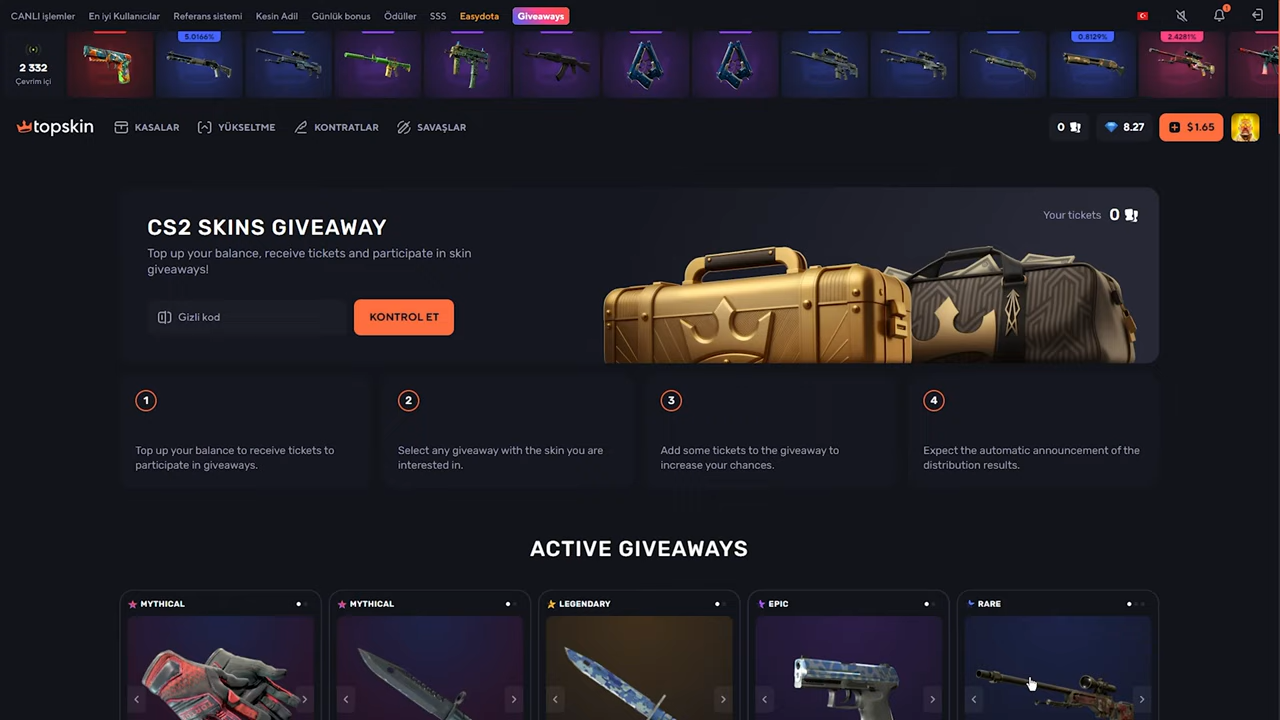 CANLI işlemler En iyi Kullanıcılar Referans sistemi Kesin Adil Günlük bonus Ödüller SSS Easydota Giveaways 1
5.0166% 0.8129% 2.4281%
2 332
Çevrim içi
topskin KASALAR YÜKSELTME KONTRATLAR SAVAŞLAR 0 8.27 $1.65
CS2 SKINS GIVEAWAY
Your tickets 0
Top up your balance, receive tickets and participate in skin
giveaways!
Gizli kod KONTROL ET
1 2 3 4
Top up your balance to receive tickets to
participate in giveaways.
Select any giveaway with the skin you are
interested in.
Add some tickets to the giveaway to
increase your chances.
Expect the automatic announcement of the
distribution results.
ACTIVE GIVEAWAYS
MYTHICAL MYTHICAL LEGENDARY EPIC RARE